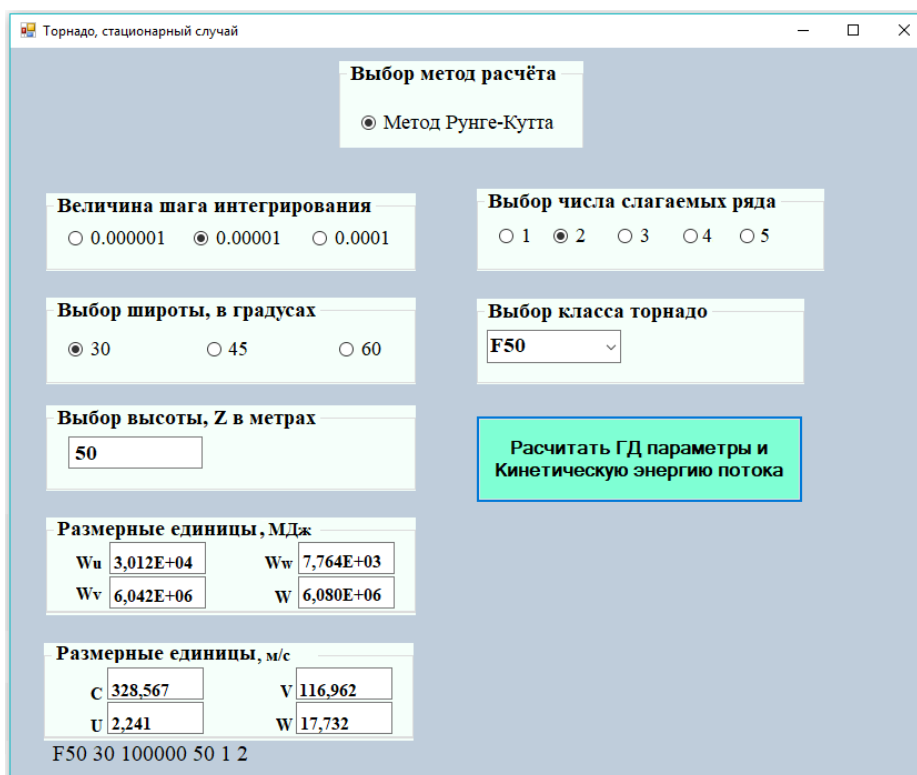 Торнадо, стационарный случай
Выбор метод расчёта
Метод Рунге-Кутта
Величина шага интегрирования
0.000001 0.00001 0.0001
Выбор числа слагаемых ряда
1 2 3 4 5
Выбор широты, в градусах
30 45 60
Выбор класса торнадо
F50
Выбор высоты, Z в метрах
50
Расчитать ГД параметры и
Кинетическую энергию потока
Размерные единицы, МДж
Wu 3,012E+04 Ww 7,764E+03
Wv 6,042E+06 W 6,080E+06
Размерные единицы, м/с
C 328,567 V 116,962
U 2,241 W 17,732
F50 30 100000 50 1 2